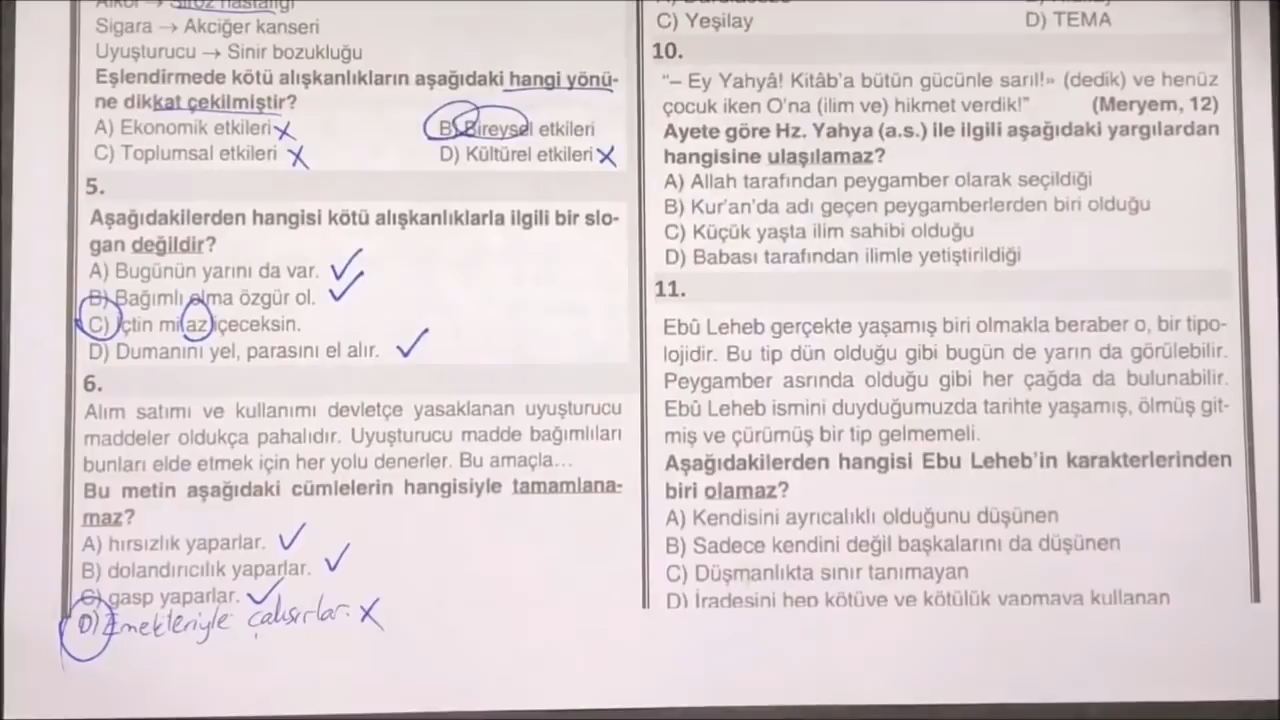 Alkol → Siroz hastalığı
Sigara → Akciğer kanseri
Uyuşturucu → Sinir bozukluğu
Eşlendirmede kötü alışkanlıkların aşağıdaki hangi yönü-
ne dikkat çekilmiştir?
A) Ekonomik etkileri
B) Bireysel etkileri
C) Toplumsal etkileri
D) Kültürel etkileri
5.
Aşağıdakilerden hangisi kötü alışkanlıklarla ilgili bir slo-
gan değildir?
A) Bugünün yarını da var.
B) Bağımlı olma özgür ol.
C) İçtin mi az içeceksin.
D) Dumanını yel, parasını el alır.
6.
Alım satımı ve kullanımı devletçe yasaklanan uyuşturucu
maddeler oldukça pahalıdır. Uyuşturucu madde bağımlıları
bunları elde etmek için her yolu denerler. Bu amaçla...
Bu metin aşağıdaki cümlelerin hangisiyle tamamlana-
maz?
A) hırsızlık yaparlar.
B) dolandırıcılık yaparlar.
C) gasp yaparlar.
D) Emekleriyle çalışırlar.
C) Yeşilay
D) TEMA
10.
"– Ey Yahyâ! Kitâb'a bütün gücünle sarıl!» (dedik) ve henüz
çocuk iken O'na (ilim ve) hikmet verdik!" (Meryem, 12)
Ayete göre Hz. Yahya (a.s.) ile ilgili aşağıdaki yargılardan
hangisine ulaşılamaz?
A) Allah tarafından peygamber olarak seçildiği
B) Kur'an'da adı geçen peygamberlerden biri olduğu
C) Küçük yaşta ilim sahibi olduğu
D) Babası tarafından ilimle yetiştirildiği
11.
Ebû Leheb gerçekte yaşamış biri olmakla beraber o, bir tipo-
lojidir. Bu tip dün olduğu gibi bugün de yarın da görülebilir.
Peygamber asrında olduğu gibi her çağda da bulunabilir.
Ebû Leheb ismini duyduğumuzda tarihte yaşamış, ölmüş git-
miş ve çürümüş bir tip gelmemeli.
Aşağıdakilerden hangisi Ebu Leheb'in karakterlerinden
biri olamaz?
A) Kendisini ayrıcalıklı olduğunu düşünen
B) Sadece kendini değil başkalarını da düşünen
C) Düşmanlıkta sınır tanımayan
D) İradesini hep kötüye ve kötülük yapmaya kullanan